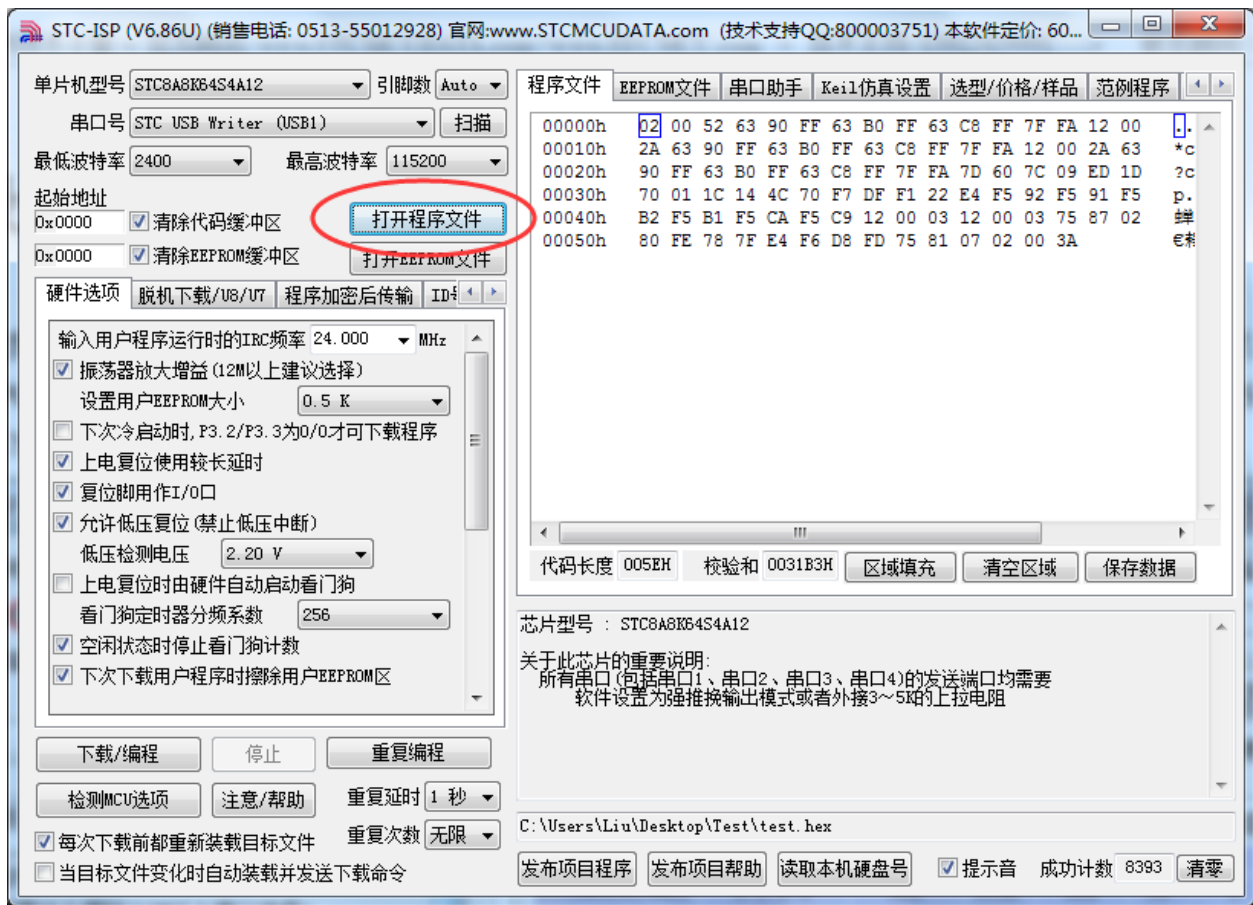 STC-ISP (V6.86U) (销售电话: 0513-55012928) 官网:www.STCMCUDATA.com (技术支持QQ:800003751) 本软件定价: 60...
单片机型号 STC8A8K64S4A12 引脚数 Auto
串口号 STC USB Writer (USB1) 扫描
最低波特率 2400 最高波特率 115200
起始地址
0x0000 清除代码缓冲区 打开程序文件
0x0000 清除EEPROM缓冲区 打开EEPROM文件
硬件选项 脱机下载/U8/U7 程序加密后传输
输入用户程序运行时的IRC频率 24.000 MHz
振荡器放大增益(12M以上建议选择)
设置用户EEPROM大小 0.5 K
下次冷启动时,P3.2/P3.3为0/0才可下载程序
上电复位使用较长延时
复位脚用作I/O口
允许低压复位(禁止低压中断)
低压检测电压 2.20 V
上电复位时由硬件自动启动看门狗
看门狗定时器分频系数 256
空闲状态时停止看门狗计数
下次下载用户程序时擦除用户EEPROM区
下载/编程 停止 重复编程
检测MCU选项 注意/帮助 重复延时 1 秒
每次下载前都重新装载目标文件 重复次数 无限
当目标文件变化时自动装载并发送下载命令
程序文件 EEPROM文件 串口助手 Keil仿真设置 选型/价格/样品 范例程序
00000h 02 00 52 63 90 FF 63 B0 FF 63 C8 FF 7F FA 12 00 ..
00010h 2A 63 90 FF 63 B0 FF 63 C8 FF 7F FA 12 00 2A 63 *c
00020h 90 FF 63 B0 FF 63 C8 FF 7F FA 7D 60 7C 09 ED 1D ?c
00030h 70 01 1C 14 4C 70 F7 DF F1 22 E4 F5 92 F5 91 F5 p.
00040h B2 F5 B1 F5 CA F5 C9 12 00 03 12 00 03 75 87 02
00050h 80 FE 78 7F E4 F6 D8 FD 75 81 07 02 00 3A
代码长度 005EH 校验和 0031B3H 区域填充 清空区域 保存数据
芯片型号 : STC8A8K64S4A12
关于此芯片的重要说明:
所有串口(包括串口1、串口2、串口3、串口4)的发送端口均需要
软件设置为强推挽输出模式或者外接3～5K的上拉电阻
C:\Users\Liu\Desktop\Test\test.hex
发布项目程序 发布项目帮助 读取本机硬盘号 提示音 成功计数 8393 清零